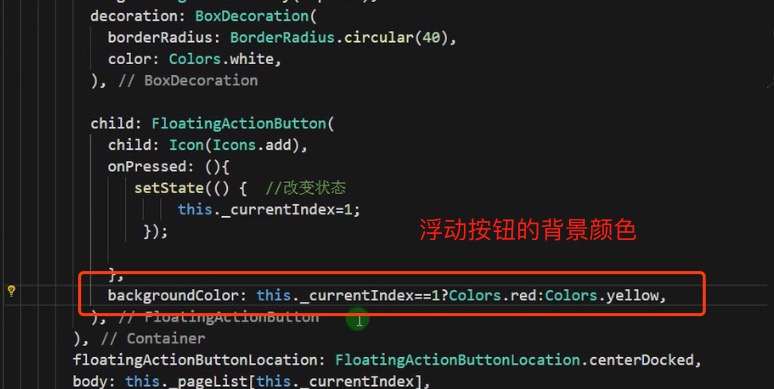 decoration: BoxDecoration(
borderRadius: BorderRadius.circular(40),
color: Colors.white,
), // BoxDecoration
child: FloatingActionButton(
child: Icon(Icons.add),
onPressed: (){
setState(() { //改变状态
this._currentIndex=1;
});
浮动按钮的背景颜色
},
backgroundColor: this._currentIndex==1?Colors.red:Colors.yellow,
), // FloatingActionButton
), // Container
floatingActionButtonLocation: FloatingActionButtonLocation.centerDocked,
body: this._pageList[this._currentIndex],